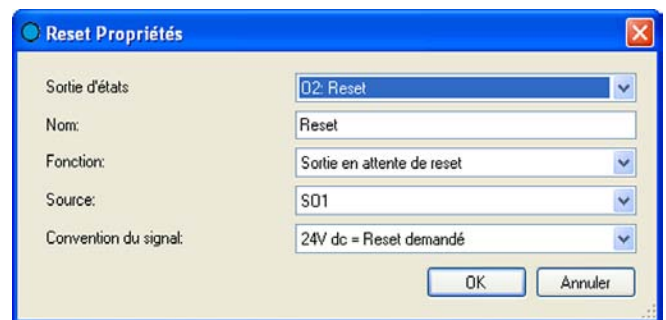 Reset Propriétés
Sortie d'états
O2: Reset
Nom:
Reset
Fonction:
Sortie en attente de reset
Source:
SO1
Convention du signal:
24V dc = Reset demandé
OK
Annuler